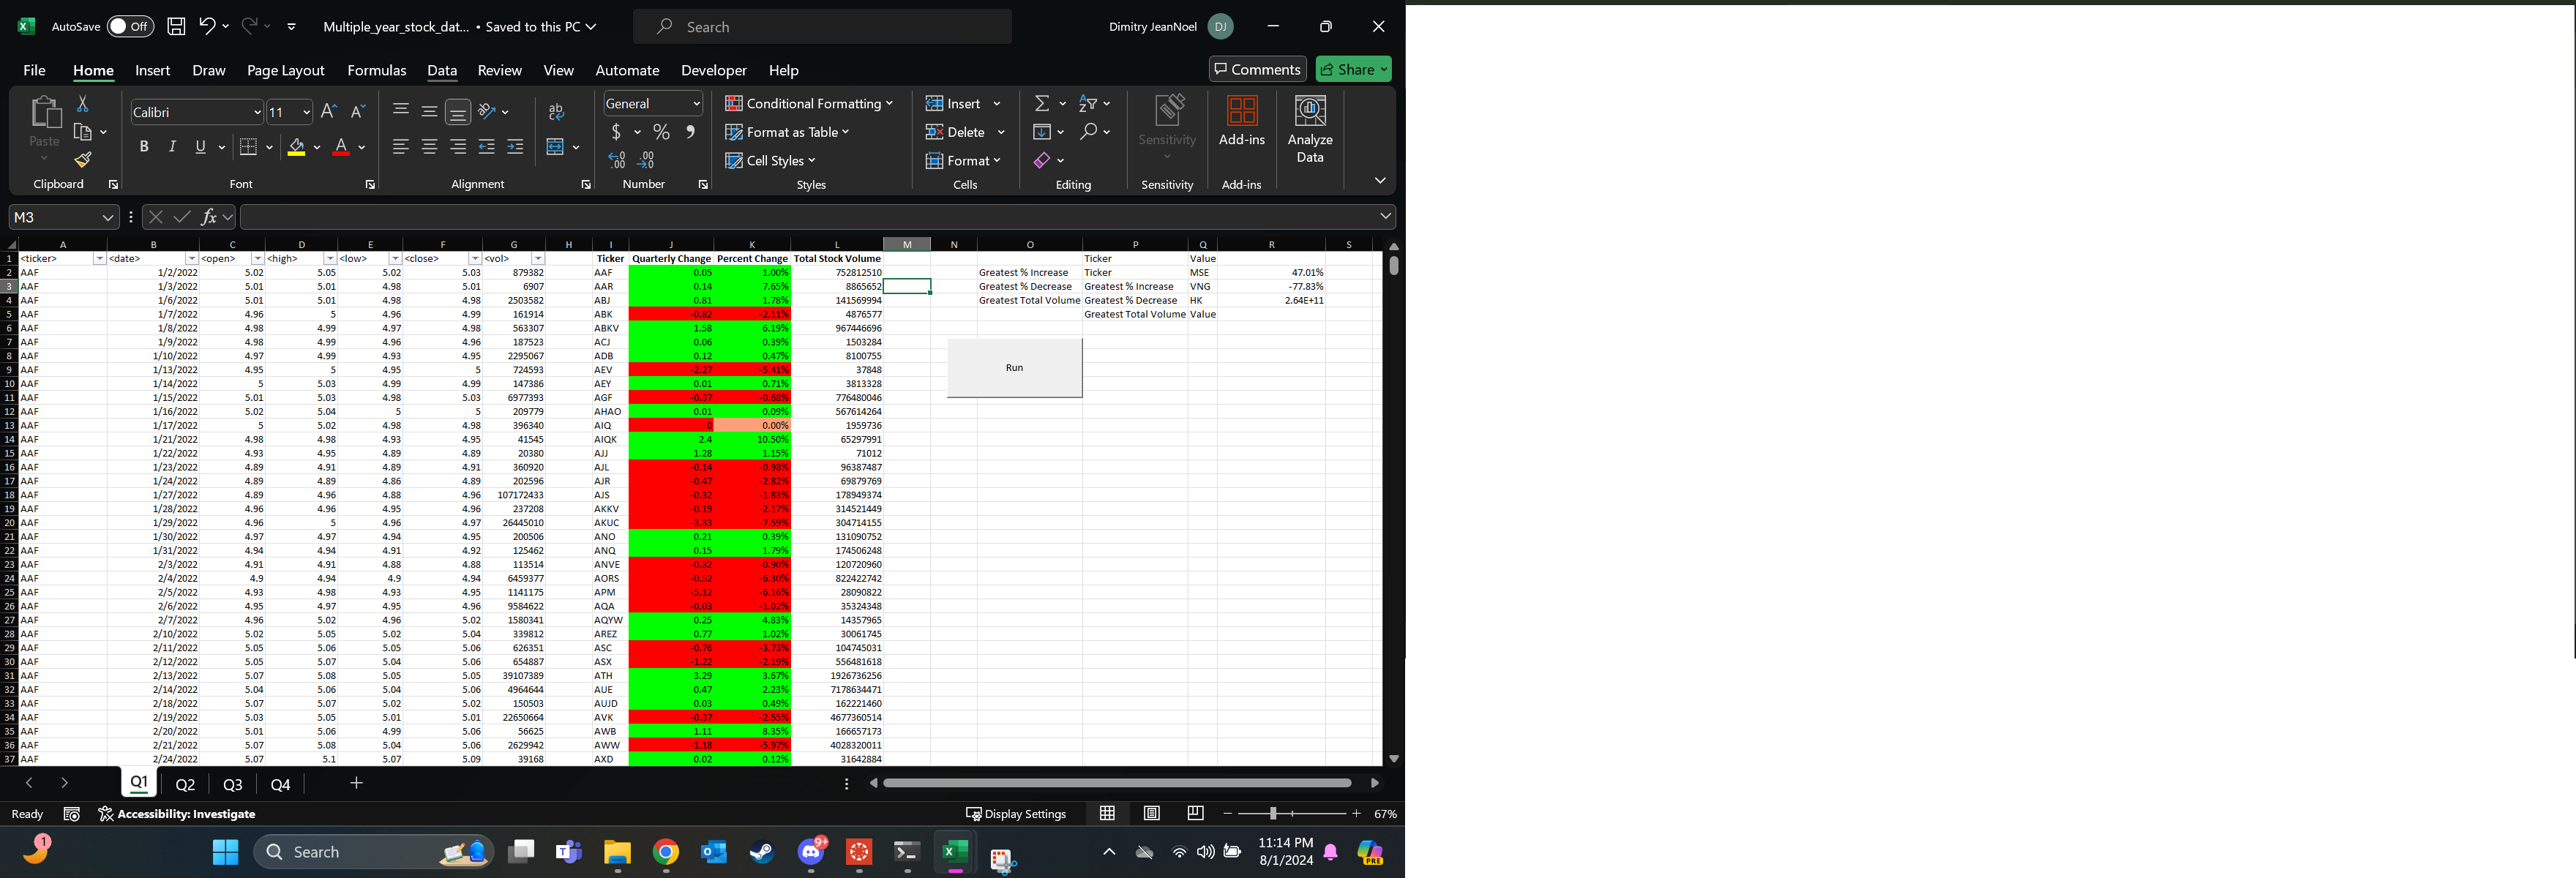 AutoSave Off Multiple_year_stock_dat... • Saved to this PC Search Dimitry JeanNoel DJ
File Home Insert Draw Page Layout Formulas Data Review View Automate Developer Help Comments Share
Paste Calibri 11 General Conditional Formatting Insert Sensitivity Add-ins Analyze Data
B I U A Format as Table Delete
Cell Styles Format
Clipboard Font Alignment Number Styles Cells Editing Sensitivity Add-ins
M3 fx
A B C D E F G H I J K L M N O P Q R S
1 <ticker> <date> <open> <high> <low> <close> <vol> Ticker Quarterly Change Percent Change Total Stock Volume Ticker Value
2 AAF 1/2/2022 5.02 5.05 5.02 5.03 879382 AAF 0.05 1.00% 752812510 Greatest % Increase Ticker MSE 47.01%
3 AAF 1/3/2022 5.01 5.01 4.98 5.01 6907 AAR 0.14 7.65% 8865652 Greatest % Decrease Greatest % Increase VNG -77.83%
4 AAF 1/6/2022 5.01 5.01 4.98 4.98 2503582 ABJ 0.81 1.78% 141569994 Greatest Total Volume Greatest % Decrease HK 2.64E+11
5 AAF 1/7/2022 4.96 5 4.96 4.99 161914 ABK -0.82 -2.11% 4876577 Greatest Total Volume Value
6 AAF 1/8/2022 4.98 4.99 4.97 4.98 563307 ABKV 1.58 6.19% 967446696
7 AAF 1/9/2022 4.98 4.99 4.96 4.96 187523 ACJ 0.06 0.39% 1503284
8 AAF 1/10/2022 4.97 4.99 4.93 4.95 2295067 ADB 0.12 0.47% 8100755
9 AAF 1/13/2022 4.95 5 4.95 5 724593 AEV -2.27 -5.41% 37848
10 AAF 1/14/2022 5 5.03 4.99 4.99 147386 AEY 0.01 0.71% 3813328
11 AAF 1/15/2022 5.01 5.03 4.98 5.03 6977393 AGF -0.37 -0.68% 776480046
12 AAF 1/16/2022 5.02 5.04 5 5 209779 AHAO 0.01 0.09% 567614264
13 AAF 1/17/2022 5 5.02 4.98 4.98 396340 AIQ 0 0.00% 1959736
14 AAF 1/21/2022 4.98 4.98 4.93 4.95 41545 AIQK 2.4 10.50% 65297991
15 AAF 1/22/2022 4.93 4.95 4.89 4.89 20380 AJJ 1.28 1.15% 71012
16 AAF 1/23/2022 4.89 4.91 4.89 4.91 360920 AJL -0.14 -0.98% 96387487
17 AAF 1/24/2022 4.89 4.89 4.86 4.89 202596 AJR -0.47 -2.82% 69879769
18 AAF 1/27/2022 4.89 4.96 4.88 4.96 107172433 AJS -0.32 -1.83% 178949374
19 AAF 1/28/2022 4.96 4.96 4.95 4.96 237208 AKKV -0.19 -2.17% 314521449
20 AAF 1/29/2022 4.96 5 4.96 4.97 26445010 AKUC -3.33 -7.59% 304714155
21 AAF 1/30/2022 4.97 4.97 4.94 4.95 200506 ANO 0.21 0.39% 131090752
22 AAF 1/31/2022 4.94 4.94 4.91 4.92 125462 ANQ 0.15 1.79% 174506248
23 AAF 2/3/2022 4.91 4.91 4.88 4.88 113514 ANVE -0.32 -0.90% 120720960
24 AAF 2/4/2022 4.9 4.94 4.9 4.94 6459377 AORS -0.52 -6.30% 822422742
25 AAF 2/5/2022 4.93 4.98 4.93 4.95 1141175 APM -5.12 -6.16% 28090822
26 AAF 2/6/2022 4.95 4.97 4.95 4.96 9584622 AQA -0.03 -1.02% 35324348
27 AAF 2/7/2022 4.96 5.02 4.96 5.02 1580341 AQYW 0.25 4.83% 14357965
28 AAF 2/10/2022 5.02 5.05 5.02 5.04 339812 AREZ 0.77 1.02% 30061745
29 AAF 2/11/2022 5.05 5.06 5.05 5.06 626351 ASC -0.76 -3.73% 104745031
30 AAF 2/12/2022 5.05 5.07 5.04 5.06 654887 ASX -1.22 -2.19% 556481618
31 AAF 2/13/2022 5.07 5.08 5.05 5.05 39107389 ATH 3.29 3.67% 1926736256
32 AAF 2/14/2022 5.04 5.06 5.04 5.06 4964644 AUE 0.47 2.23% 7178634471
33 AAF 2/18/2022 5.07 5.07 5.02 5.02 150503 AUJD 0.03 0.49% 162221460
34 AAF 2/19/2022 5.03 5.05 5.01 5.01 22650664 AVK -0.37 -2.55% 4677360514
35 AAF 2/20/2022 5.01 5.06 4.99 5.06 56625 AWB 1.11 8.35% 166657173
36 AAF 2/21/2022 5.07 5.08 5.04 5.06 2629942 AWW -1.18 -5.97% 4028320011
37 AAF 2/24/2022 5.07 5.1 5.07 5.09 39168 AXD 0.02 0.12% 31642884
Run
Q1 Q2 Q3 Q4
Ready Accessibility: Investigate Display Settings 67%
1 Search 9+ 11:14 PM PRE
8/1/2024